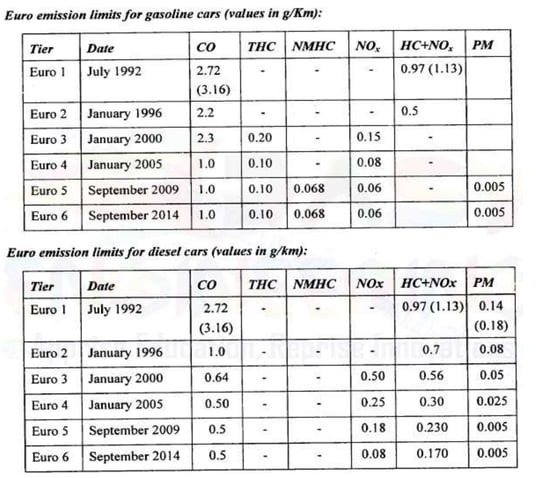 Euro emission limits for gasoline cars (values in g/Km):
Tier Date CO THC NMHC NOx HC+NOx PM
Euro 1 July 1992 2.72 - - - 0.97 (1.13)
(3.16)
Euro 2 January 1996 2.2 - - - 0.5
Euro 3 January 2000 2.3 0.20 - 0.15 -
Euro 4 January 2005 1.0 0.10 - 0.08 -
Euro 5 September 2009 1.0 0.10 0.068 0.06 - 0.005
Euro 6 September 2014 1.0 0.10 0.068 0.06 0.005
Euro emission limits for diesel cars (values in g/km):
Tier Date CO THC NMHC NOx HC+NOx PM
Euro 1 July 1992 2.72 - - - 0.97 (1.13) 0.14
(3.16) (0.18)
Euro 2 January 1996 1.0 - - - 0.7 0.08
Euro 3 January 2000 0.64 - - 0.50 0.56 0.05
Euro 4 January 2005 0.50 - - 0.25 0.30 0.025
Euro 5 September 2009 0.5 - - 0.18 0.230 0.005
Euro 6 September 2014 0.5 - - 0.08 0.170 0.005